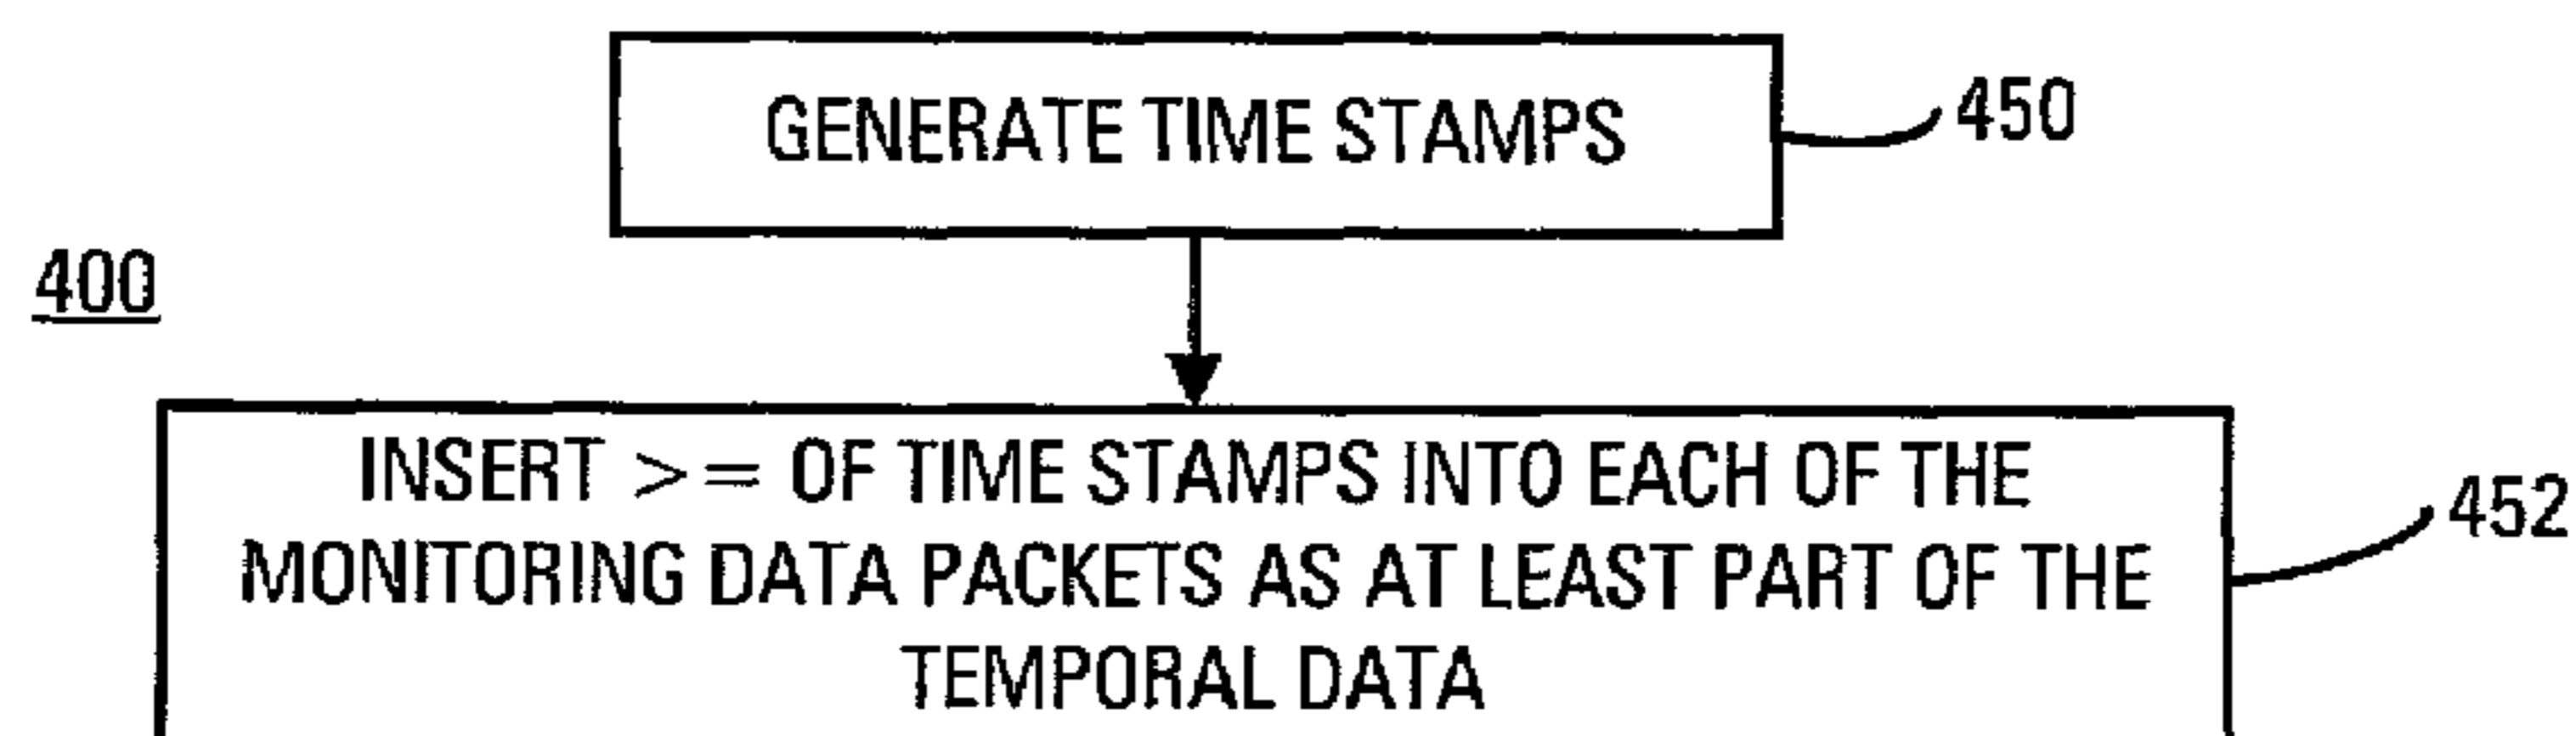 GENERATE TIME STAMPS
450
400
INSERT >= OF TIME STAMPS INTO EACH OF THE
MONITORING DATA PACKETS AS AT LEAST PART OF THE
TEMPORAL DATA
452